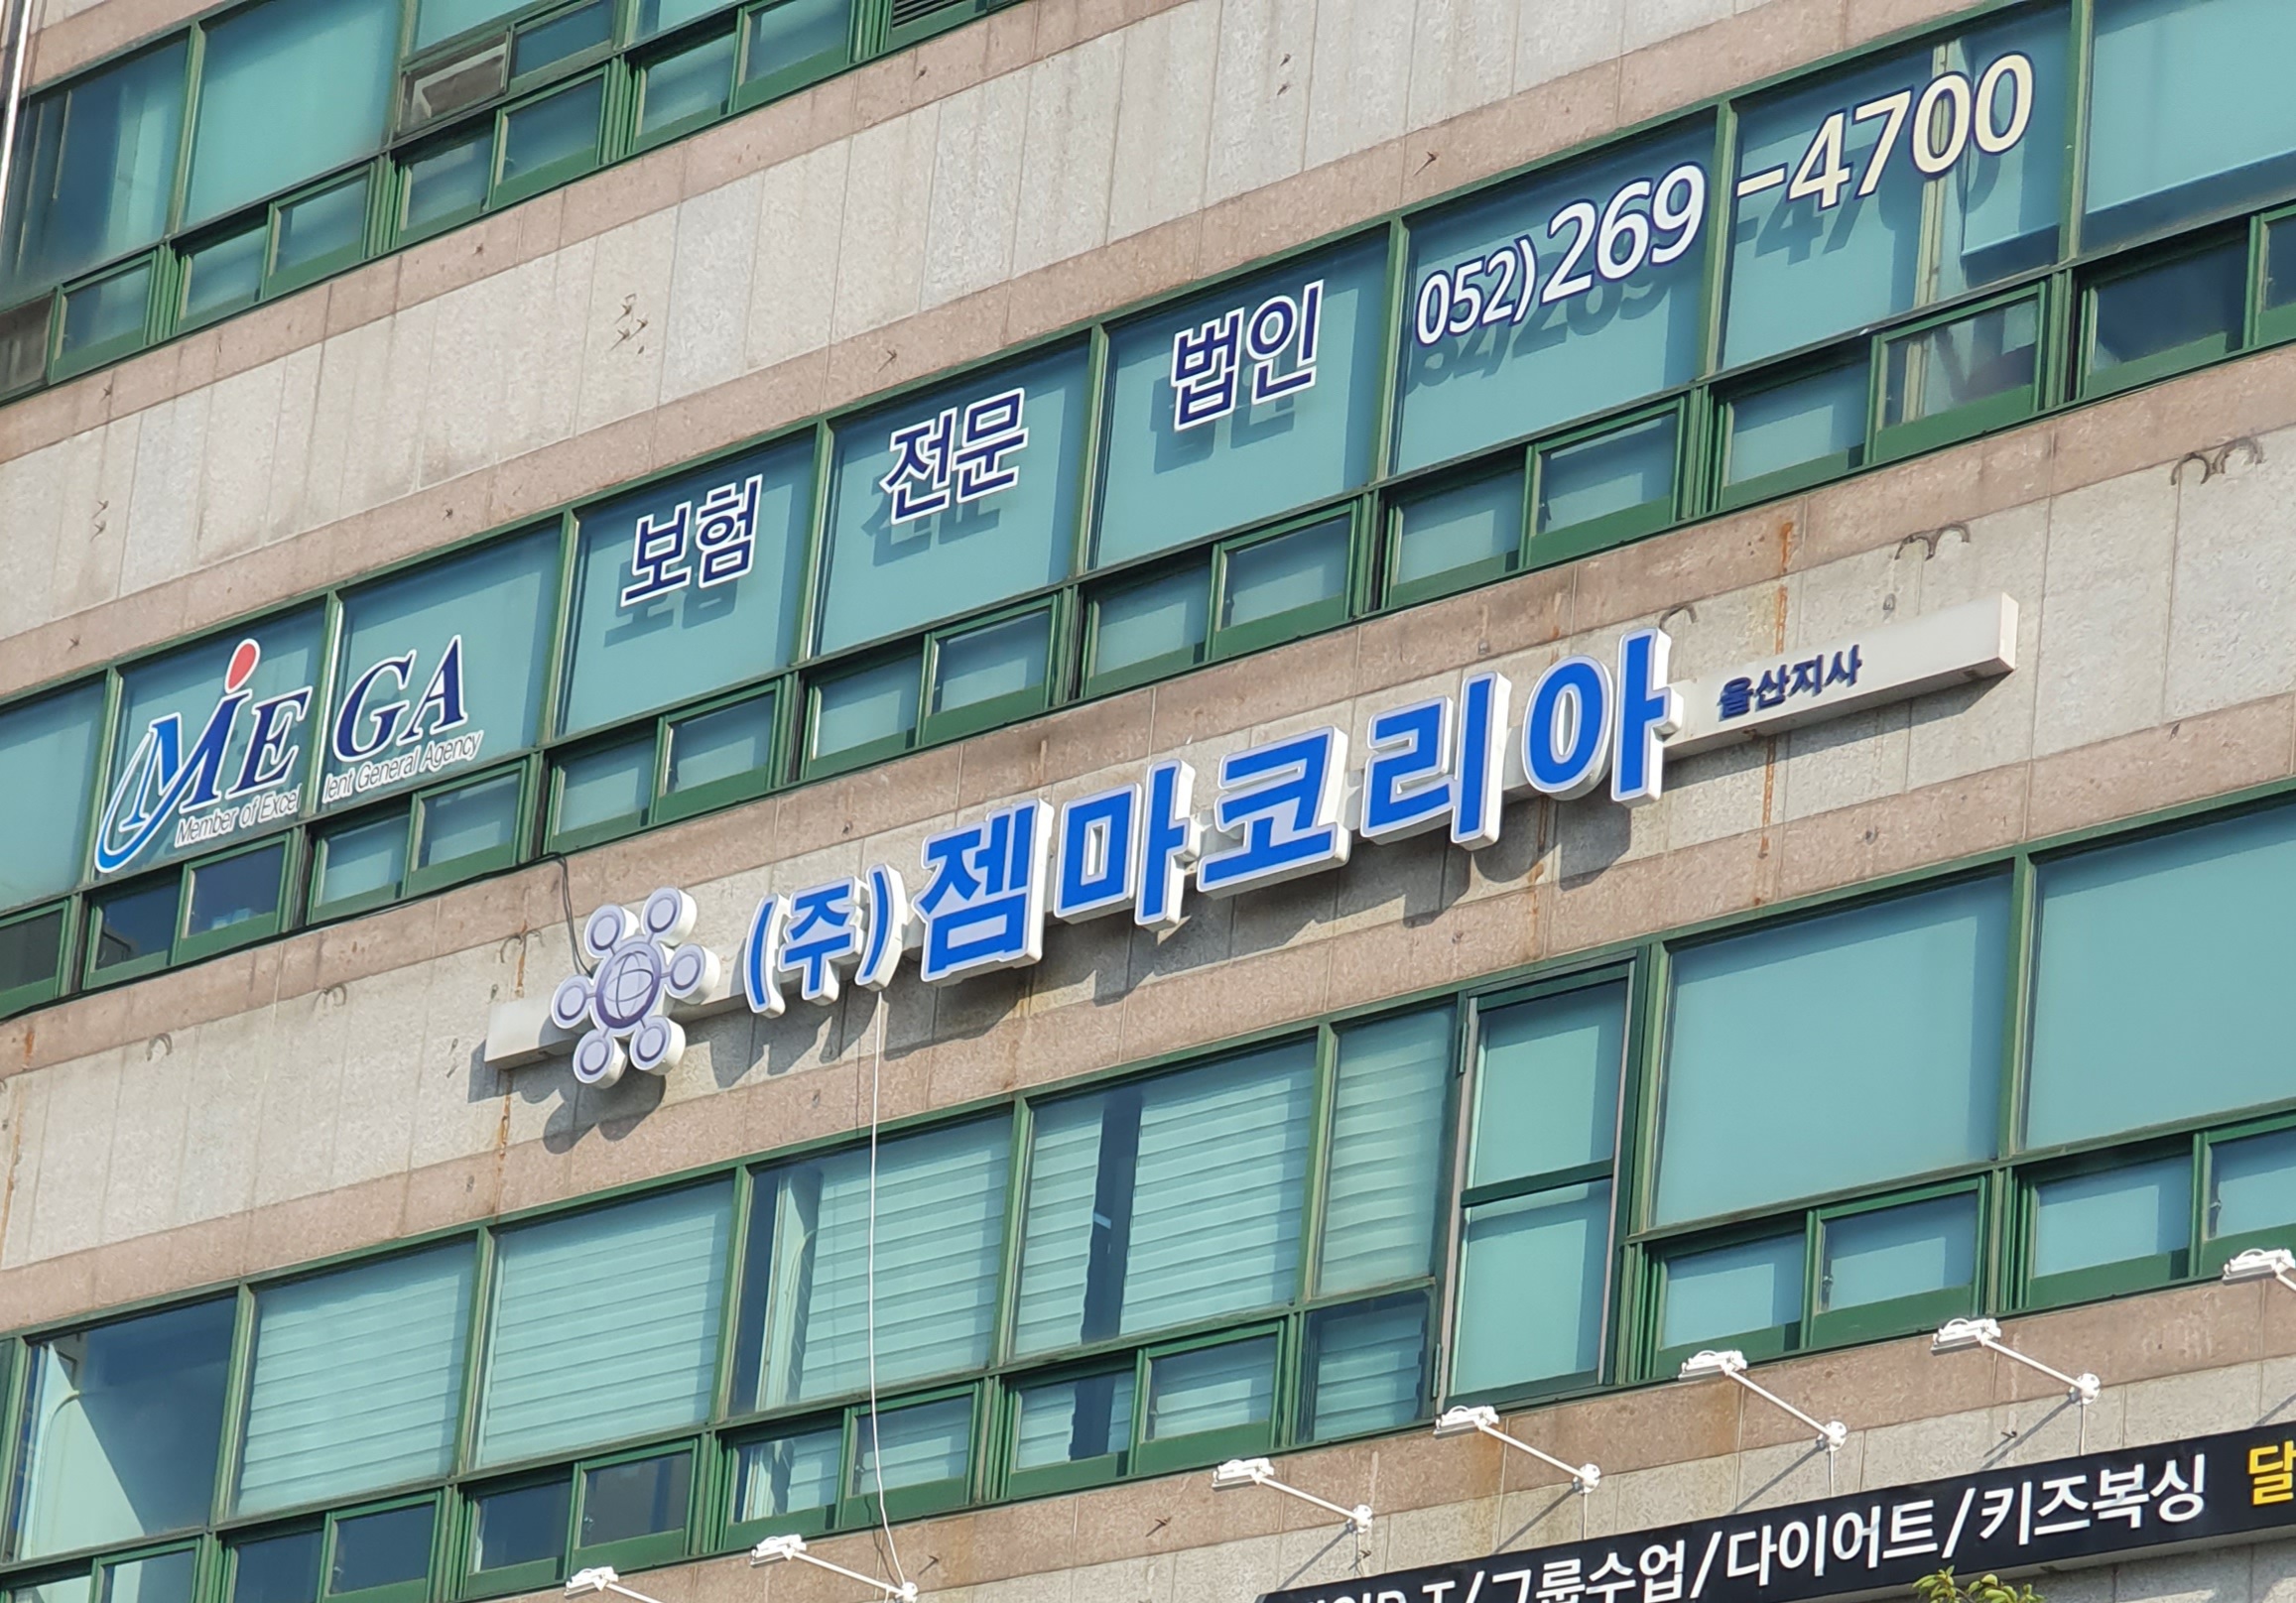 보험 전문 법인 052)269-4700
MEGA
Member of Excellent General Agency
(주)젬마코리아 울산지사
P.T/그룹수업/다이어트/키즈복싱 달